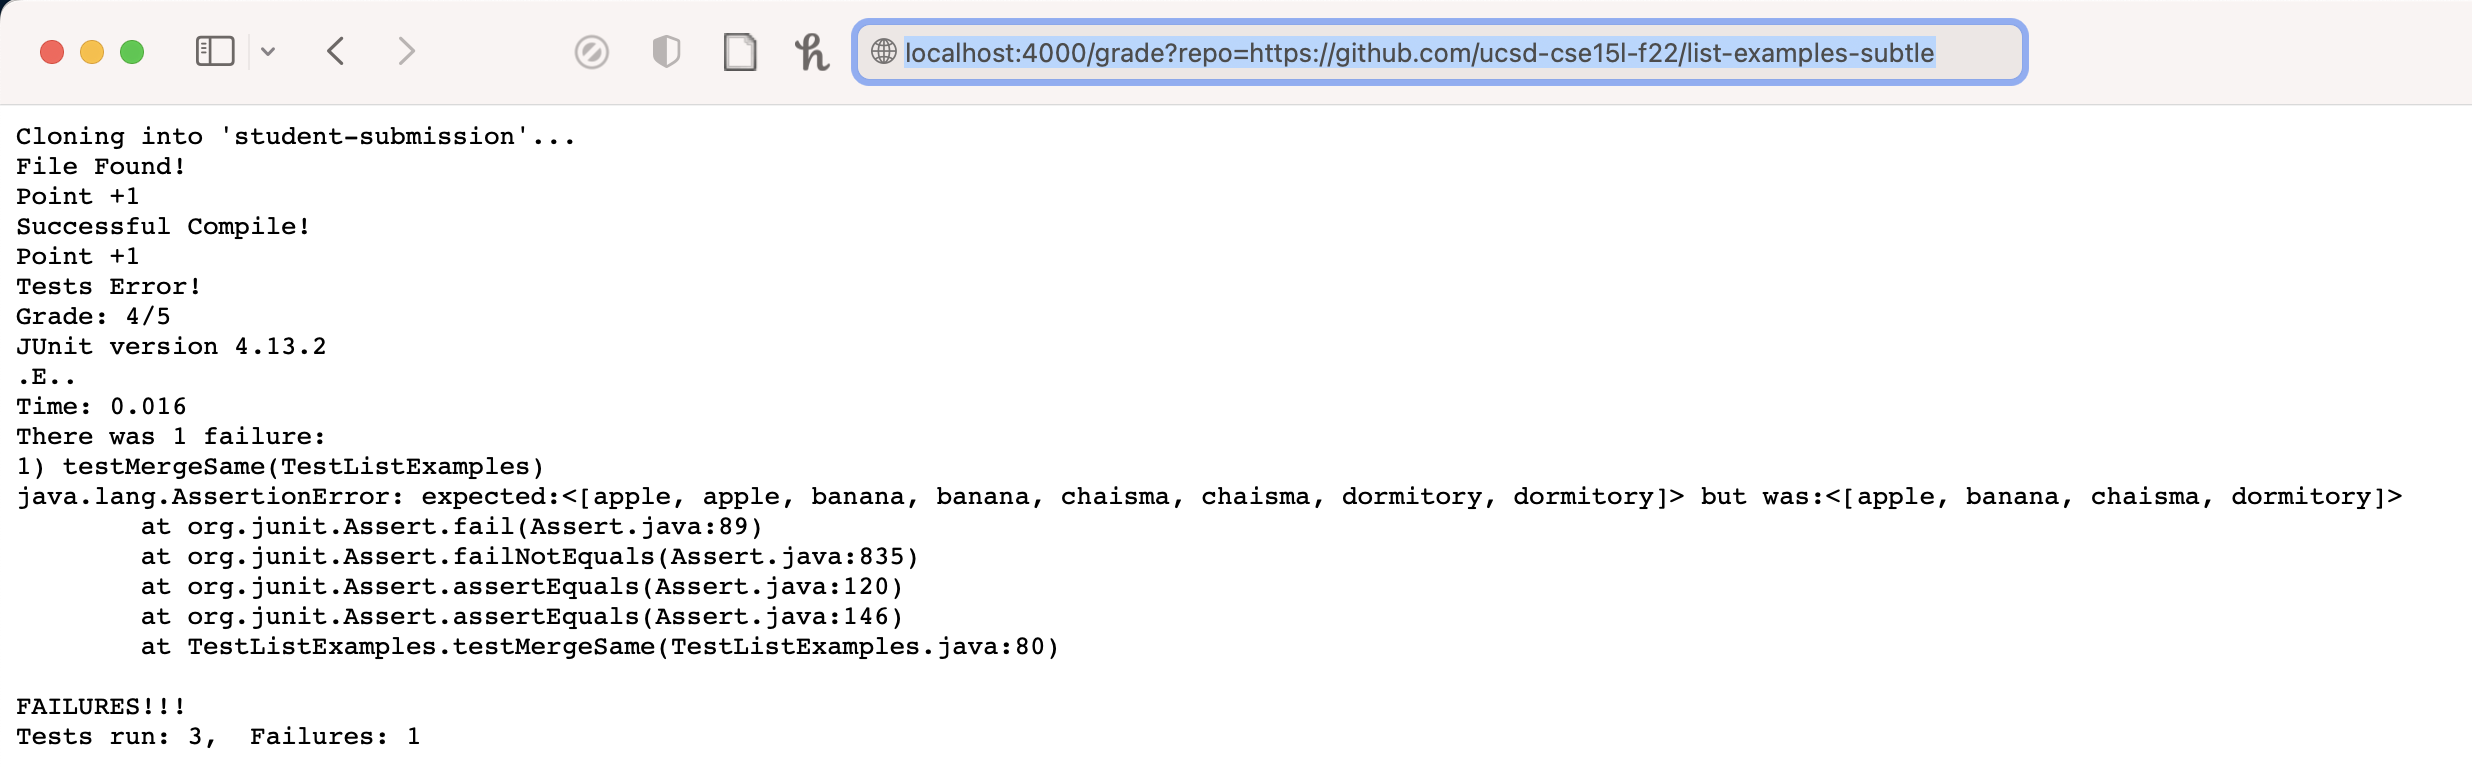 localhost:4000/grade?repo=https://github.com/ucsd-cse15l-f22/list-examples-subtle
Cloning into 'student-submission'...
File Found!
Point +1
Successful Compile!
Point +1
Tests Error!
Grade: 4/5
JUnit version 4.13.2
.E..
Time: 0.016
There was 1 failure:
1) testMergeSame(TestListExamples)
java.lang.AssertionError: expected:<[apple, apple, banana, banana, chaisma, chaisma, dormitory, dormitory]> but was:<[apple, banana, chaisma, dormitory]>
        at org.junit.Assert.fail(Assert.java:89)
        at org.junit.Assert.failNotEquals(Assert.java:835)
        at org.junit.Assert.assertEquals(Assert.java:120)
        at org.junit.Assert.assertEquals(Assert.java:146)
        at TestListExamples.testMergeSame(TestListExamples.java:80)
FAILURES!!!
Tests run: 3,  Failures: 1